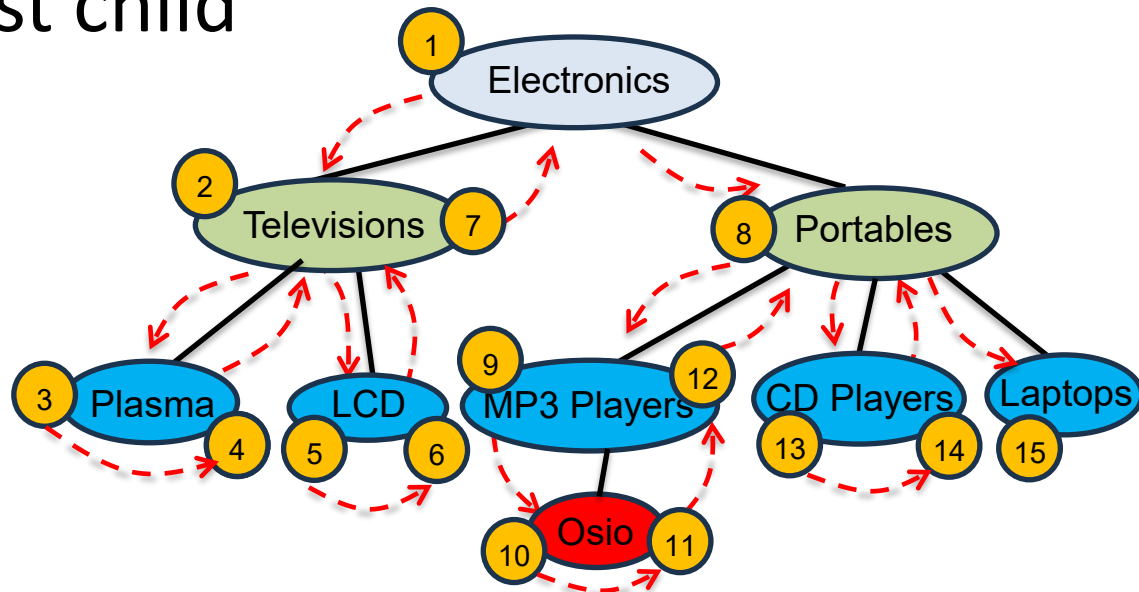 st child
1
Electronics
2
Televisions
7
8
Portables
3
Plasma
4
LCD
5
6
9
MP3 Players
12
CD Players
13
14
Laptops
15
10
Osio
11